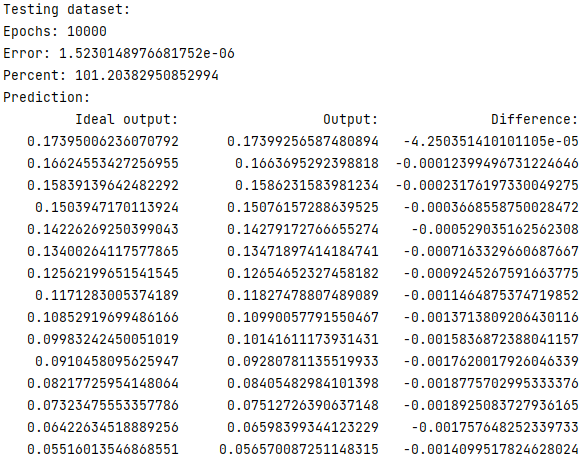 Testing dataset:
Epochs: 10000
Error: 1.5230148976681752e-06
Percent: 101.20382950852994
Prediction:
Ideal output: Output: Difference:
0.17395006236070792 0.17399256587480894 -4.250351410101105e-05
0.16624553427256955 0.1663695292398818 -0.00012399496731224646
0.15839139642482292 0.1586231583981234 -0.00023176197330049275
0.1503947170113924 0.15076157288639525 -0.0003668558750028472
0.14226269250399043 0.14279172766655274 -0.000529035162562308
0.13400264117577865 0.13471897414184741 -0.0007163329660687667
0.12562199651541545 0.12654652327458182 -0.0009245267591663775
0.1171283005374189 0.11827478807489089 -0.0011464875374719852
0.10852919699486166 0.10990057791550467 -0.0013713809206430116
0.09983242450051019 0.10141611173931431 -0.0015836872388041157
0.0910458095625947 0.09280781135519933 -0.0017620017926046339
0.08217725954148064 0.08405482984101398 -0.0018775702995333376
0.07323475553357786 0.07512726390637148 -0.0018925083727936165
0.06422634518889256 0.06598399344123229 -0.001757648252339733
0.05516013546868551 0.056570087251148315 -0.0014099517824628024